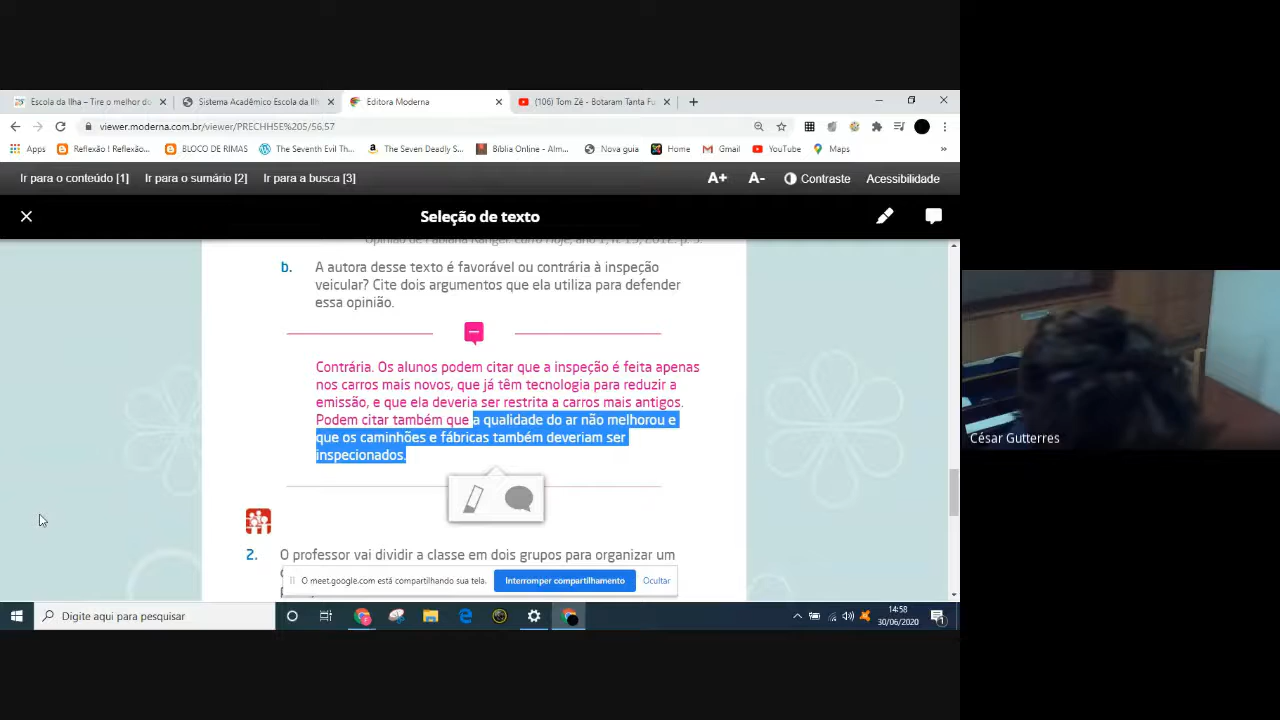 Escola da Ilha – Tire o melhor do
Sistema Acadêmico Escola da Ilh
Editora Moderna
(106) Tom Zé - Botaram Tanta Fu
viewer.moderna.com.br/viewer/PRECHH5E%205/56,57
Apps
Reflexão ! Reflexão...
BLOCO DE RIMAS
The Seventh Evil Th...
The Seven Deadly S...
Bíblia Online - Alm...
Nova guia
Home
Gmail
YouTube
Maps
Ir para o conteúdo [1]
Ir para o sumário [2]
Ir para a busca [3]
A+
A-
Contraste
Acessibilidade
Seleção de texto
Opinião de Fabiana Rangel.
b. A autora desse texto é favorável ou contrária à inspeção
veicular? Cite dois argumentos que ela utiliza para defender
essa opinião.
Contrária. Os alunos podem citar que a inspeção é feita apenas
nos carros mais novos, que já têm tecnologia para reduzir a
emissão, e que ela deveria ser restrita a carros mais antigos.
Podem citar também que a qualidade do ar não melhorou e
que os caminhões e fábricas também deveriam ser
inspecionados.
2. O professor vai dividir a classe em dois grupos para organizar um
O meet.google.com está compartilhando sua tela.
Interromper compartilhamento
Ocultar
Digite aqui para pesquisar
14:58
30/06/2020
César Gutterres